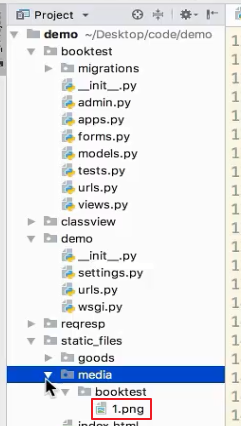 Project
demo ~/Desktop/code/demo
booktest
migrations
__init__.py
admin.py
apps.py
forms.py
models.py
tests.py
urls.py
views.py
classview
demo
__init__.py
settings.py
urls.py
wsgi.py
reqresp
static_files
goods
media
booktest
1.png
index.html